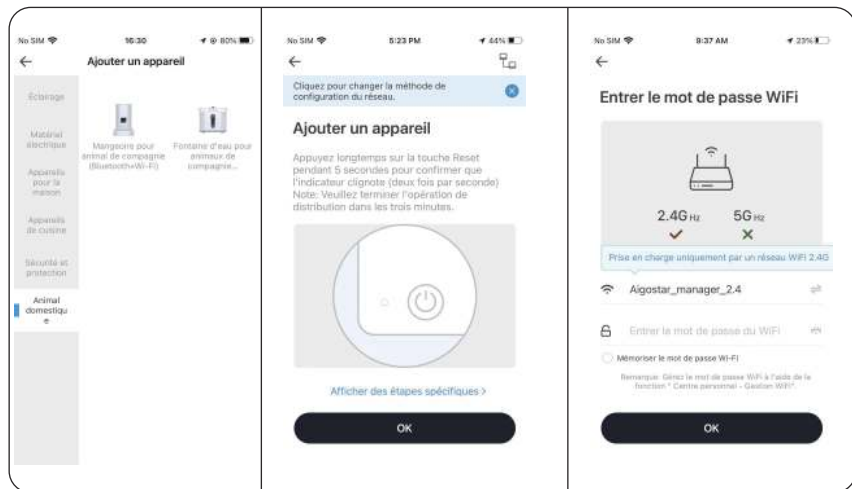 No SIM 16:30 80%
Ajouter un appareil
Éclairage
Matériel
électrique
Appareils
pour la
maison
Appareils
de cuisine
Sécurité et
protection
Animal
domestiqu
e
Mangeoire pour
animal de compagnie
(Bluetooth+Wi-Fi)
Fontaine d'eau pour
animaux de
compagnie...
No SIM 5:23 PM 44%
Cliquez pour changer la méthode de
configuration du réseau.
Ajouter un appareil
Appuyez longtemps sur la touche Reset
pendant 5 secondes pour confirmer que
l'indicateur clignote (deux fois par seconde)
Note: Veuillez terminer l'opération de
distribution dans les trois minutes.
Afficher des étapes spécifiques >
OK
No SIM 9:37 AM 23%
Entrer le mot de passe WiFi
2.4G Hz 5G Hz
Prise en charge uniquement par un réseau WiFi 2.4G
Aigostar_manager_2.4
Entrer le mot de passe du WiFi
Mémoriser le mot de passe Wi-Fi
Remarque: Gérez le mot de passe WiFi à l'aide de la
fonction " Centre personnel - Gestion WiFi".
OK